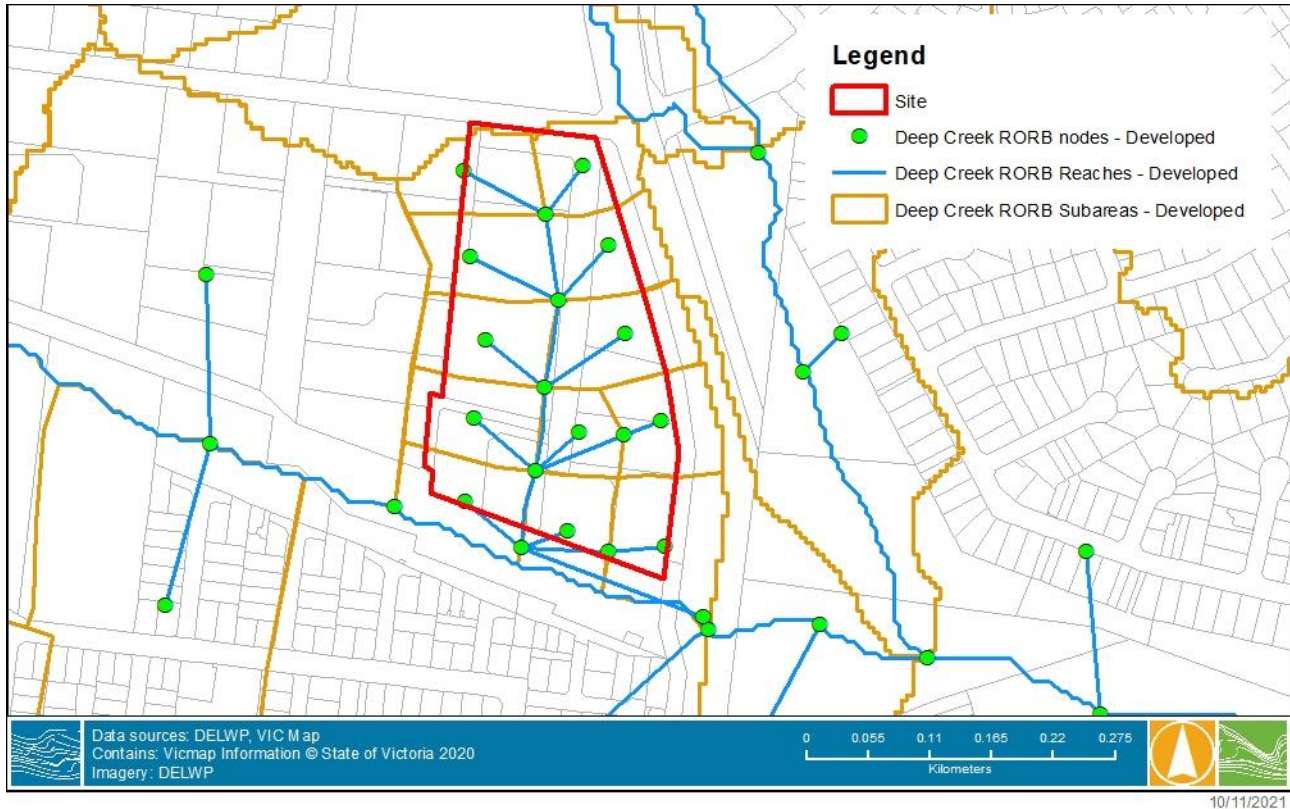 Legend
Site
Deep Creek RORB nodes - Developed
Deep Creek RORB Reaches - Developed
Deep Creek RORB Subareas - Developed
Data sources: DELWP, VIC Map
Contains: Vicmap Information © State of Victoria 2020
Imagery: DELWP
0 0.055 0.11 0.165 0.22 0.275
Kilometers
10/11/2021